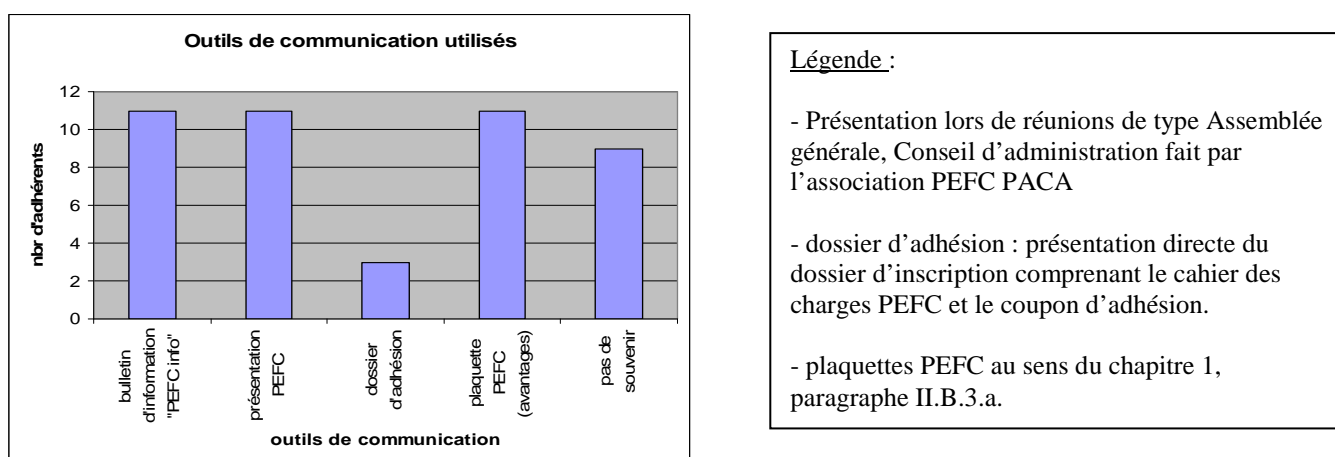 Outils de communication utilisés
nbr d'adhérents
12
10
8
6
4
2
0
bulletin
d'information
"PEFC info"
présentation
PEFC
dossier
d'adhésion
plaquette
PEFC
(avantages)
pas de
souvenir
outils de communication
Légende :
- Présentation lors de réunions de type Assemblée
générale, Conseil d’administration fait par
l’association PEFC PACA
- dossier d’adhésion : présentation directe du
dossier d’inscription comprenant le cahier des
charges PEFC et le coupon d’adhésion.
- plaquettes PEFC au sens du chapitre 1,
paragraphe II.B.3.a.